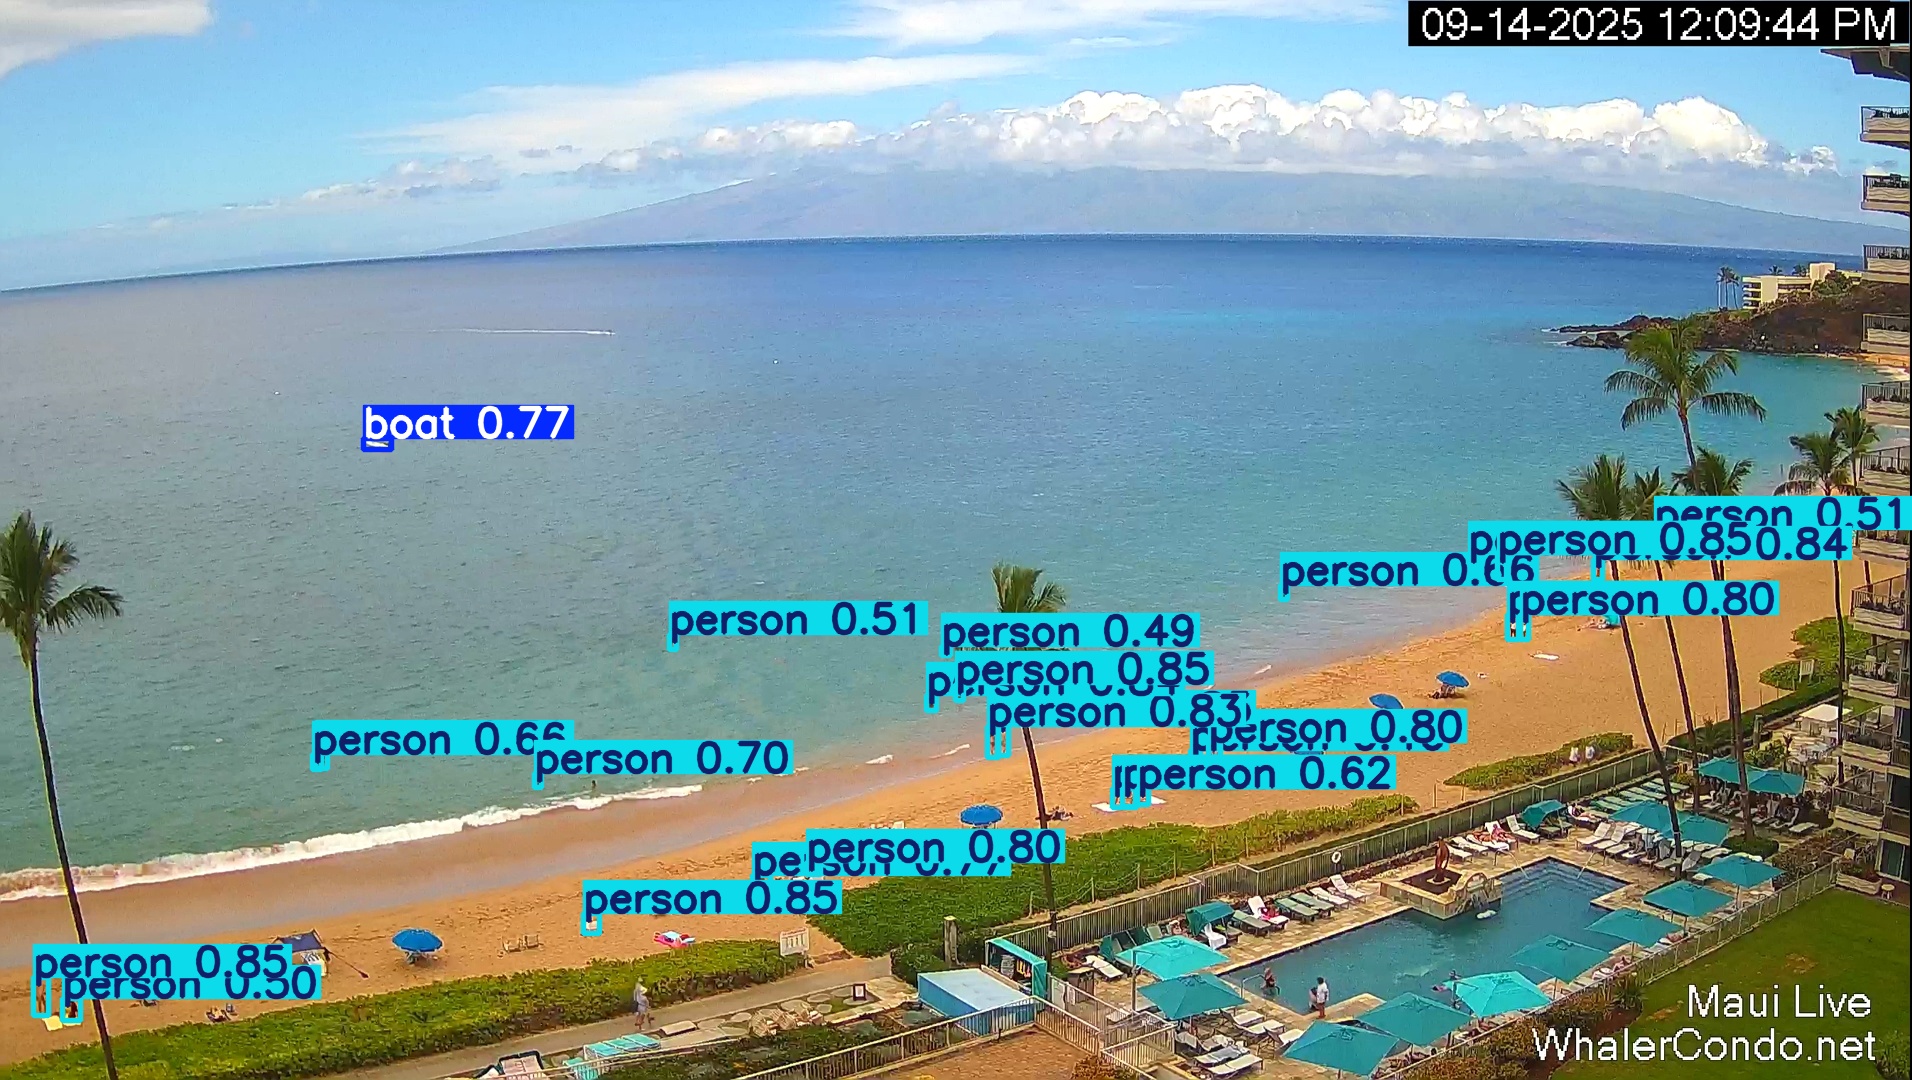 09-14-2025 12:09:44 PM
boat 0.77
person 0.51
person 0.85
0.84
person 0.66
person 0.80
person 0.51
person 0.49
person 0.85
person 0.83
person 0.80
person 0.66
person 0.70
person 0.62
person 0.80
person 0.77
person 0.85
person 0.85
person 0.50
Maui Live
WhalerCondo.net